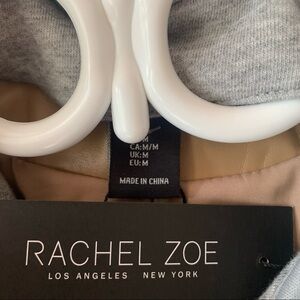 M
CA:M/M
UK:M
EU:M
MADE IN CHINA
RACHEL ZOE
LOS ANGELES NEW YORK